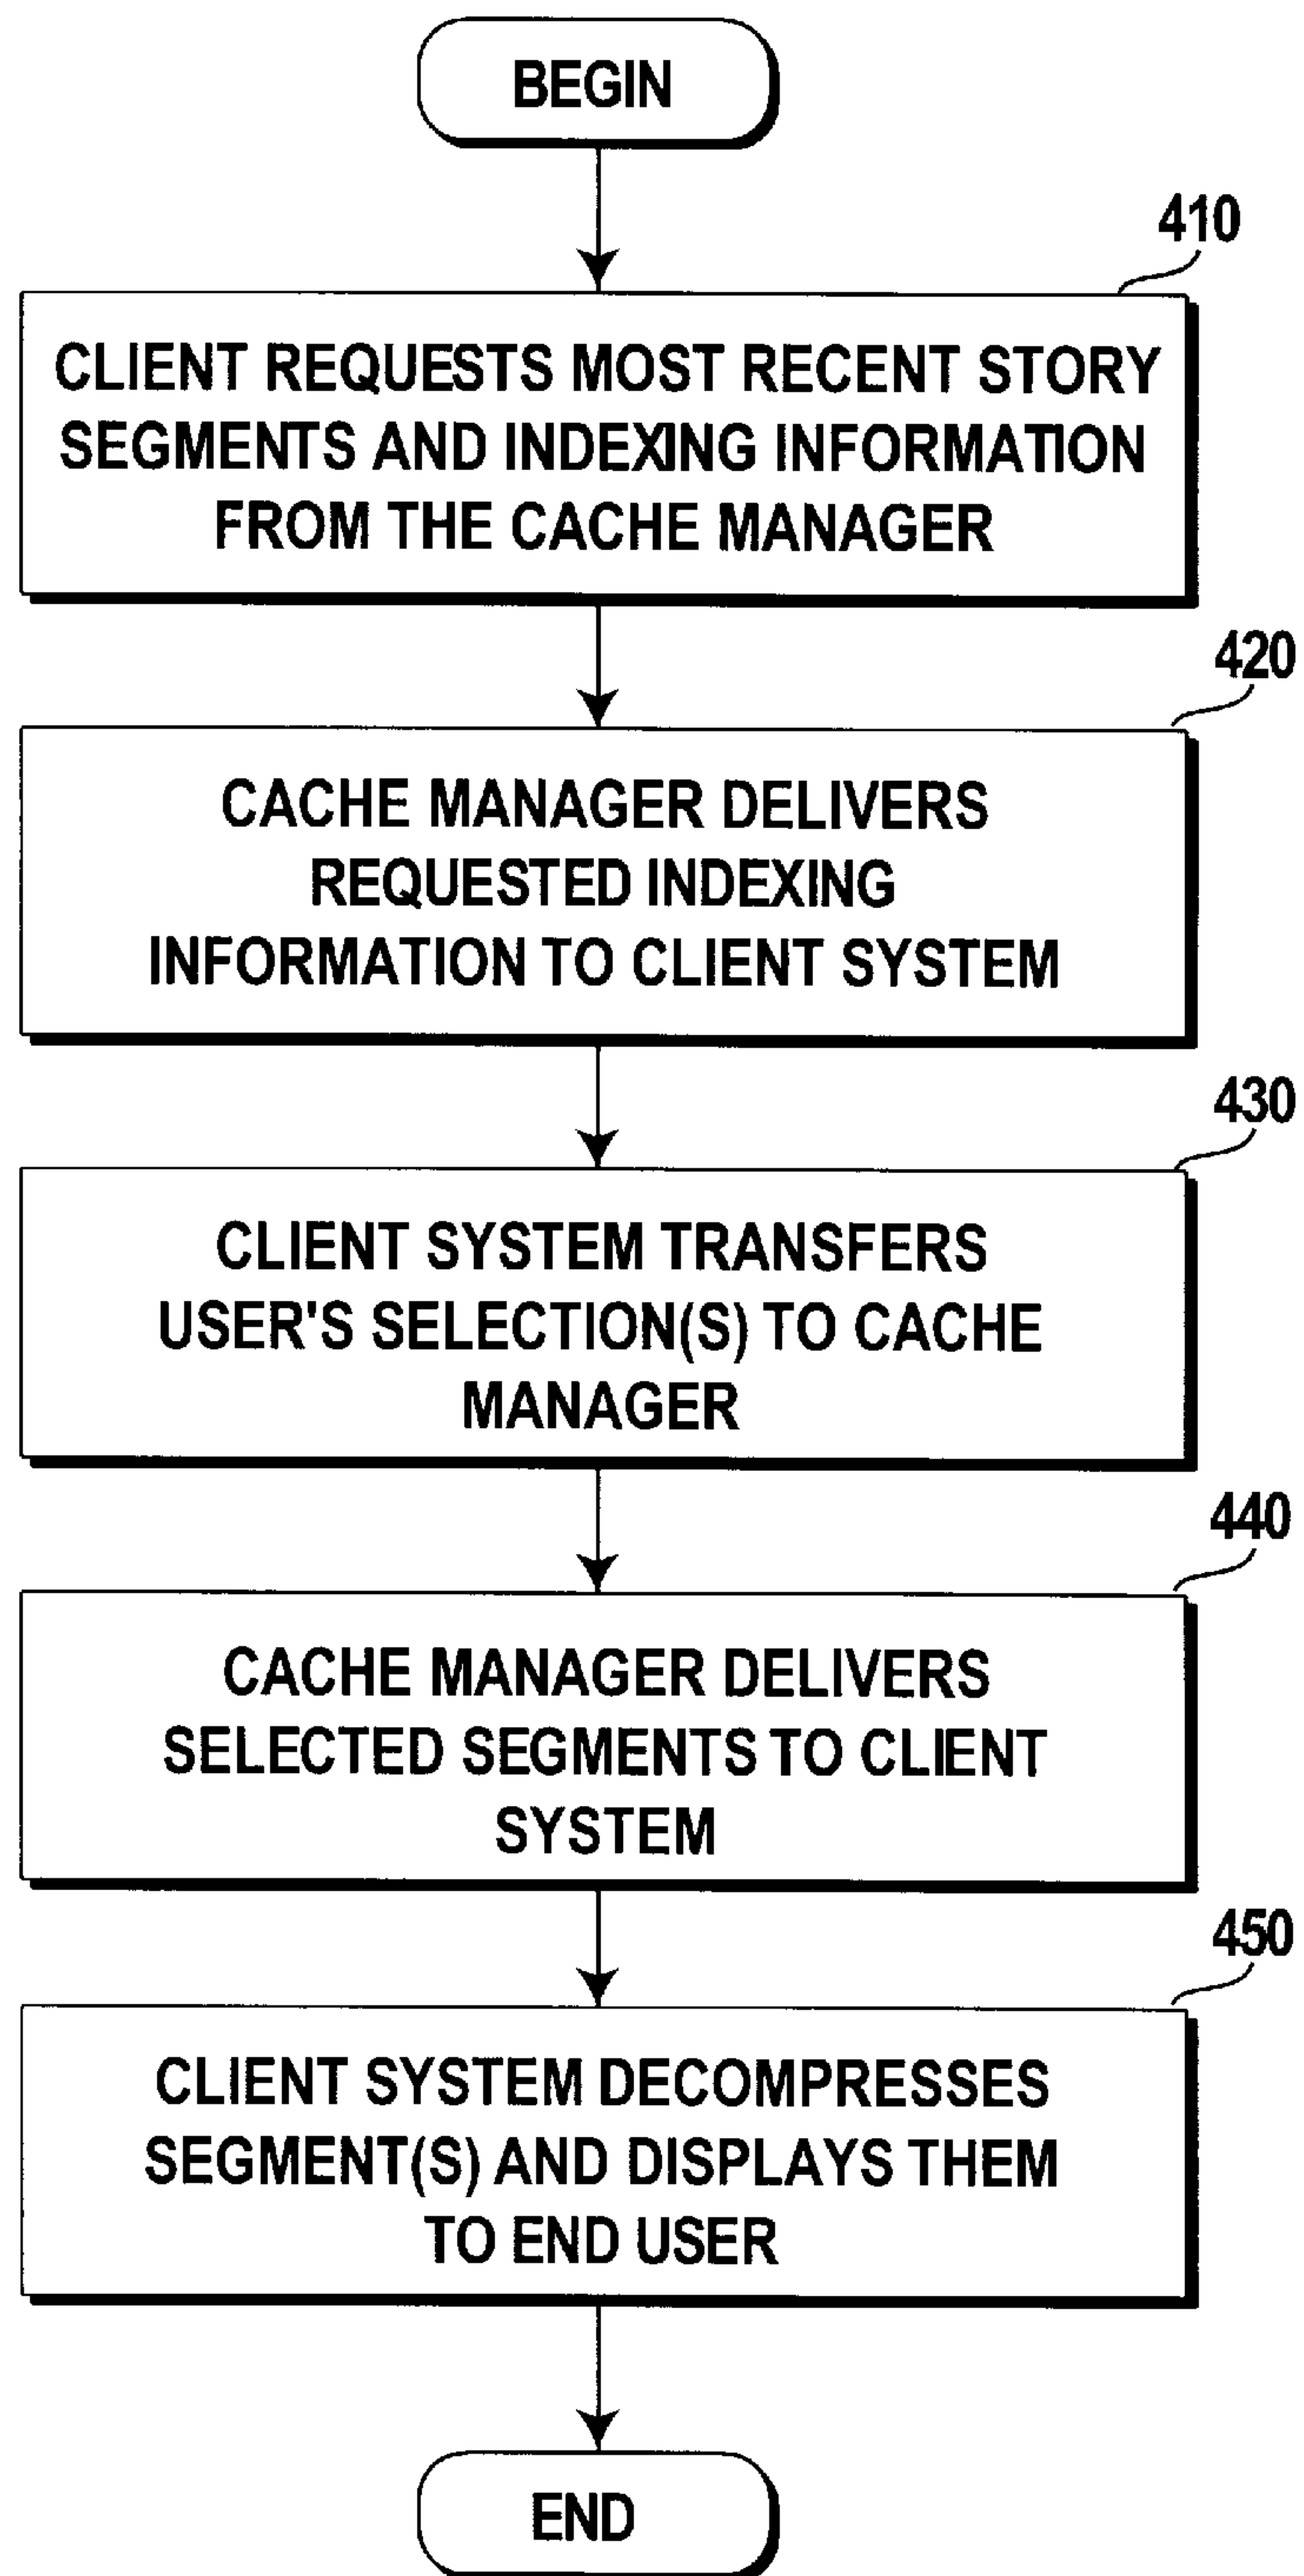 BEGIN
410
CLIENT REQUESTS MOST RECENT STORY
SEGMENTS AND INDEXING INFORMATION
FROM THE CACHE MANAGER
420
CACHE MANAGER DELIVERS
REQUESTED INDEXING
INFORMATION TO CLIENT SYSTEM
430
CLIENT SYSTEM TRANSFERS
USER'S SELECTION(S) TO CACHE
MANAGER
440
CACHE MANAGER DELIVERS
SELECTED SEGMENTS TO CLIENT
SYSTEM
450
CLIENT SYSTEM DECOMPRESSES
SEGMENT(S) AND DISPLAYS THEM
TO END USER
END